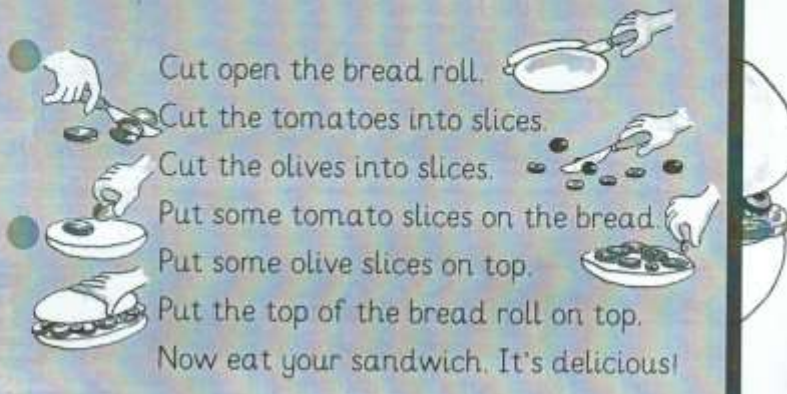 Cut open the bread roll.
Cut the tomatoes into slices.
Cut the olives into slices.
Put some tomato slices on the bread.
Put some olive slices on top.
Put the top of the bread roll on top.
Now eat your sandwich. It's delicious!